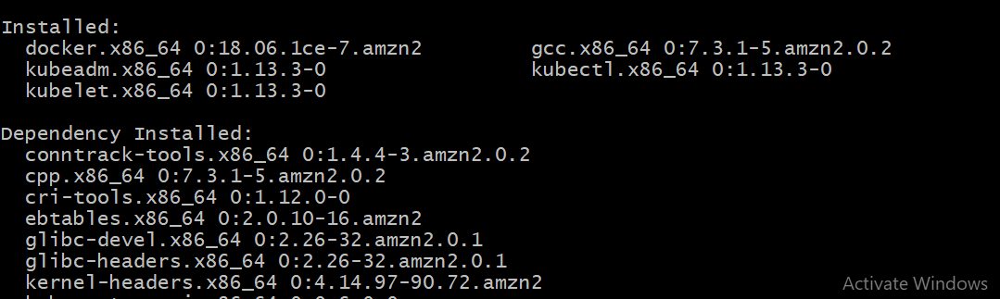 Installed:
docker.x86_64 0:18.06.1ce-7.amzn2 gcc.x86_64 0:7.3.1-5.amzn2.0.2
kubeadm.x86_64 0:1.13.3-0 kubectl.x86_64 0:1.13.3-0
kubelet.x86_64 0:1.13.3-0
Dependency Installed:
conntrack-tools.x86_64 0:1.4.4-3.amzn2.0.2
cpp.x86_64 0:7.3.1-5.amzn2.0.2
cri-tools.x86_64 0:1.12.0-0
ebtables.x86_64 0:2.0.10-16.amzn2
glibc-devel.x86_64 0:2.26-32.amzn2.0.1
glibc-headers.x86_64 0:2.26-32.amzn2.0.1
kernel-headers.x86_64 0:4.14.97-90.72.amzn2
Activate Windows